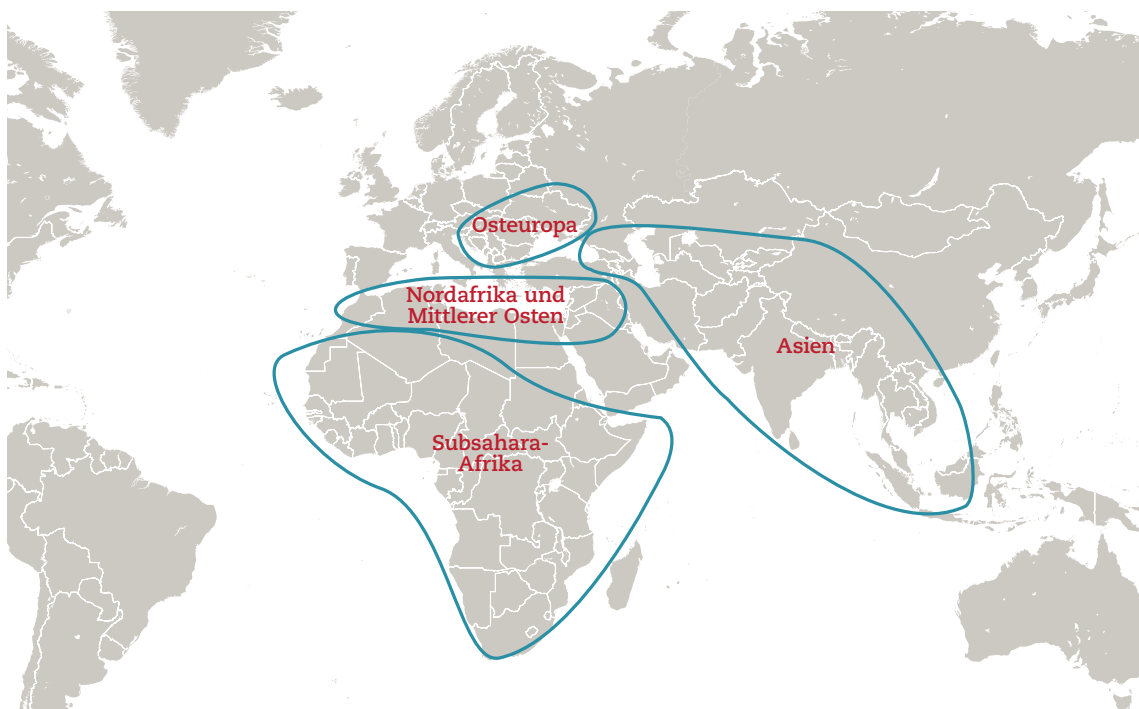 Osteuropa
Nordafrika und
Mittlerer Osten
Asien
Subsahara-
Afrika